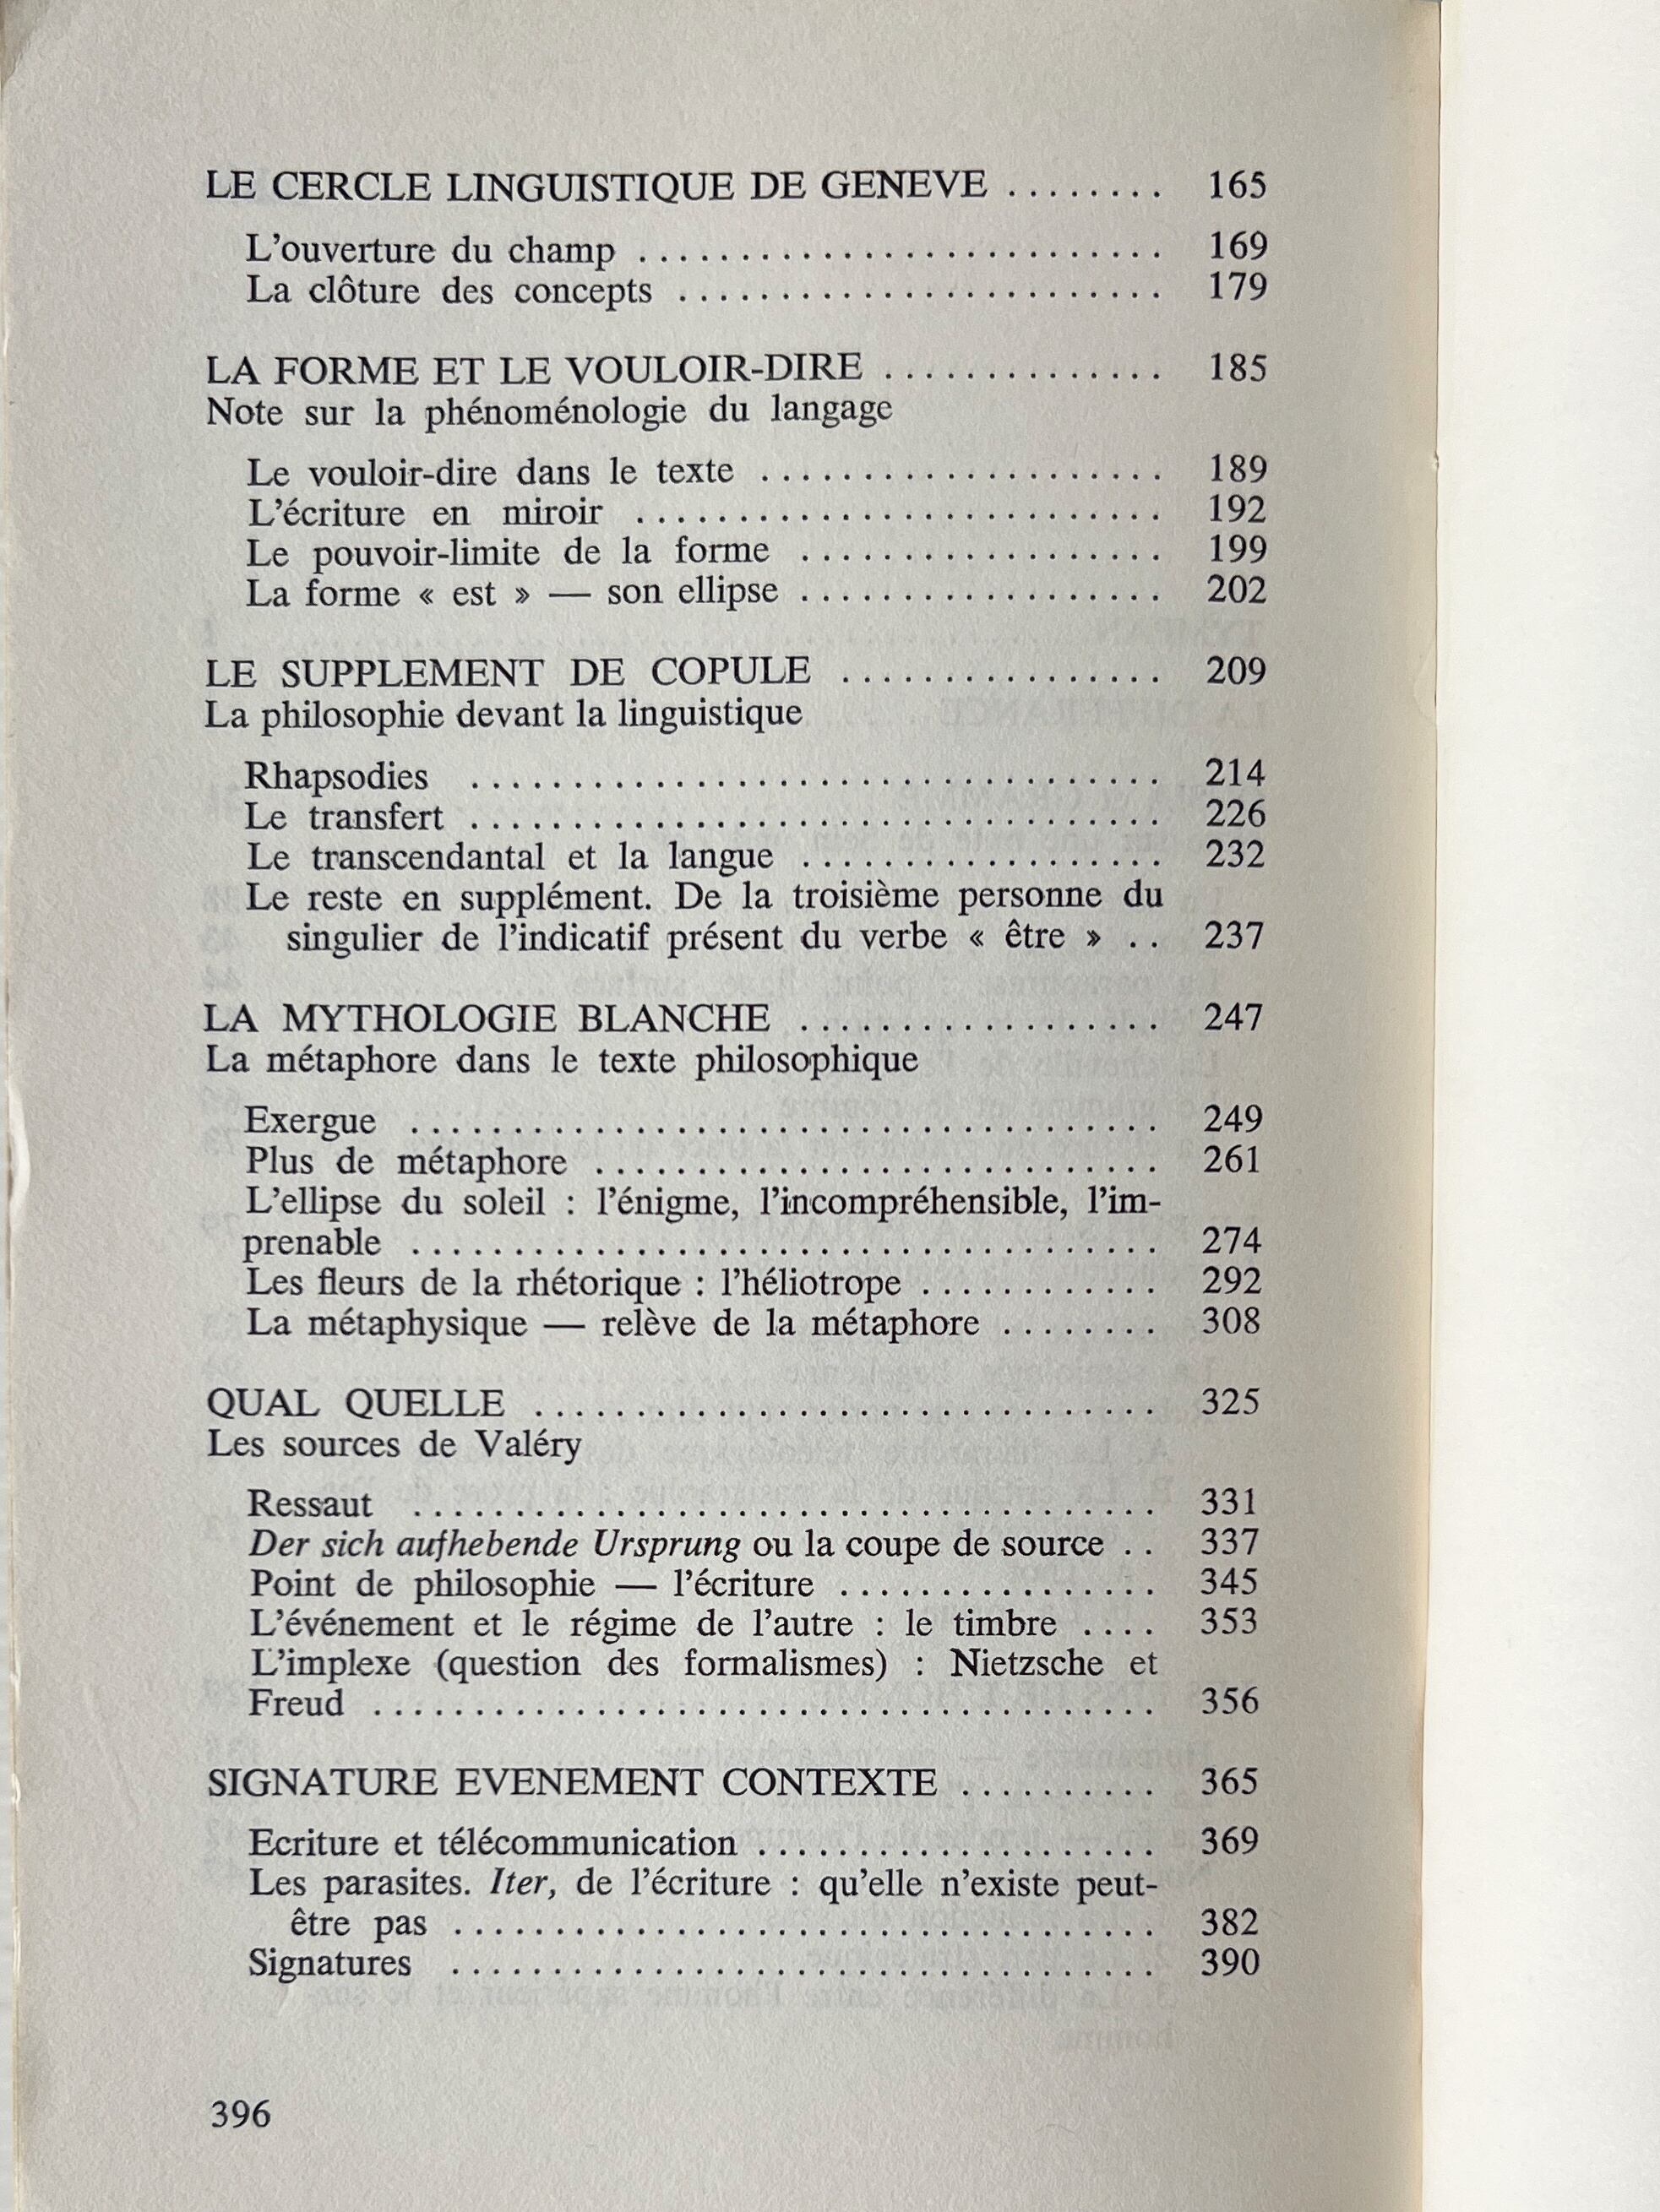 LE CERCLE LINGUISTIQUE DE GENEVE ........ 165
L'ouverture du champ .......................... 169
La clôture des concepts ........................ 179
LA FORME ET LE VOULOIR-DIRE .............. 185
Note sur la phénoménologie du langage
Le vouloir-dire dans le texte .................... 189
L'écriture en miroir .......................... 192
Le pouvoir-limite de la forme .................. 199
La forme « est » — son ellipse .................. 202
LE SUPPLEMENT DE COPULE ................ 209
La philosophie devant la linguistique
Rhapsodies .................................. 214
Le transfert .................................. 226
Le transcendantal et la langue .................. 232
Le reste en supplément. De la troisième personne du
singulier de l'indicatif présent du verbe « être » .. 237
LA MYTHOLOGIE BLANCHE .................. 247
La métaphore dans le texte philosophique
Exergue ..................................... 249
Plus de métaphore ............................ 261
L'ellipse du soleil : l'énigme, l'incompréhensible, l'im-
prenable ..................................... 274
Les fleurs de la rhétorique : l'héliotrope ............ 292
La métaphysique — relève de la métaphore ........ 308
QUAL QUELLE ............................... 325
Les sources de Valéry
Ressaut ..................................... 331
Der sich aufhebende Ursprung ou la coupe de source .. 337
Point de philosophie — l'écriture ................ 345
L'événement et le régime de l'autre : le timbre .... 353
L'implexe (question des formalismes) : Nietzsche et
Freud ....................................... 356
SIGNATURE EVENEMENT CONTEXTE .......... 365
Ecriture et télécommunication .................... 369
Les parasites. Iter, de l'écriture : qu'elle n'existe peut-
être pas ................................... 382
Signatures ................................... 390
396